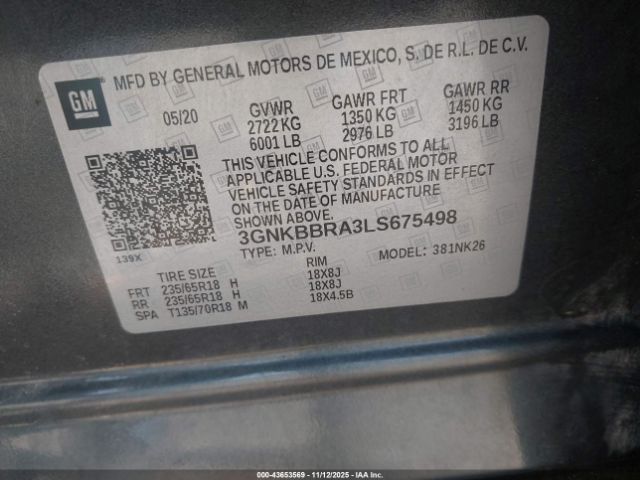 GM
MFD BY GENERAL MOTORS DE MEXICO, S. DE R.L. DE C.V.
05/20 GVWR GAWR FRT GAWR RR
2722 KG 1350 KG 1450 KG
6001 LB 2976 LB 3196 LB
THIS VEHICLE CONFORMS TO ALL
APPLICABLE U.S. FEDERAL MOTOR
VEHICLE SAFETY STANDARDS IN EFFECT
ON THE DATE OF MANUFACTURE
SHOWN ABOVE.
139X
3GNKBBRA3LS675498
TYPE: M.P.V. MODEL: 381NK26
TIRE SIZE RIM
FRT 235/65R18 H 18X8J
RR 235/65R18 H 18X8J
SPA T135/70R18 M 18X4.5B
000-43653569 - 11/12/2025 - IAA Inc.